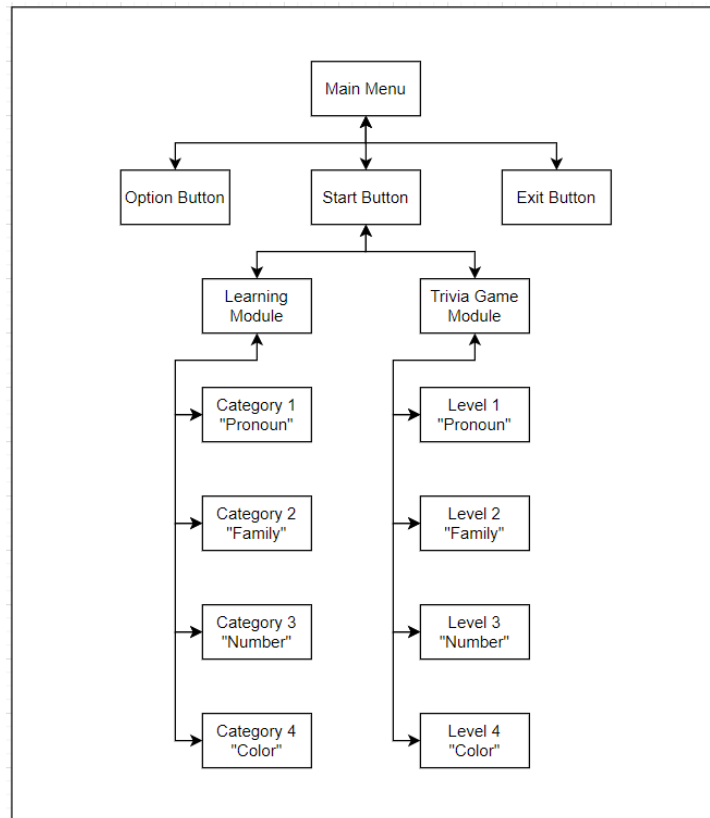 Main Menu
Option Button
Start Button
Exit Button
Learning
Module
Trivia Game
Module
Category 1
"Pronoun"
Level 1
"Pronoun"
Category 2
"Family"
Level 2
"Family"
Category 3
"Number"
Level 3
"Number"
Category 4
"Color"
Level 4
"Color"